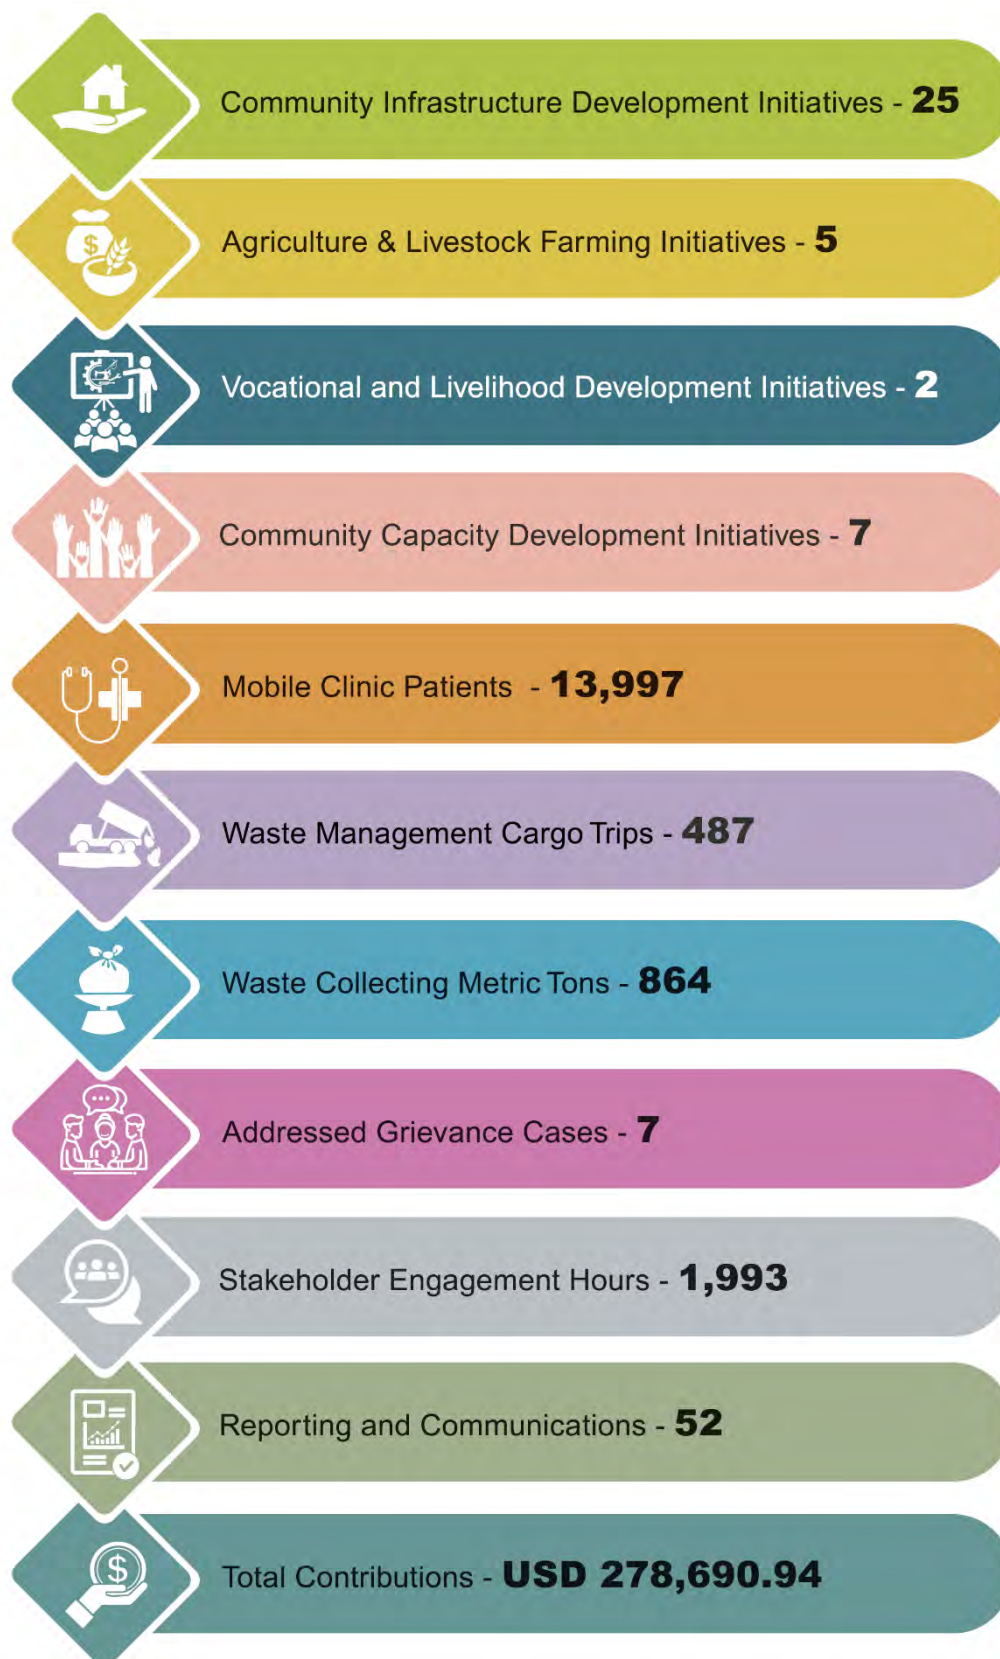 Community Infrastructure Development Initiatives - 25
Agriculture & Livestock Farming Initiatives - 5
Vocational and Livelihood Development Initiatives - 2
Community Capacity Development Initiatives - 7
Mobile Clinic Patients - 13,997
Waste Management Cargo Trips - 487
Waste Collecting Metric Tons - 864
Addressed Grievance Cases - 7
Stakeholder Engagement Hours - 1,993
Reporting and Communications - 52
Total Contributions - USD 278,690.94